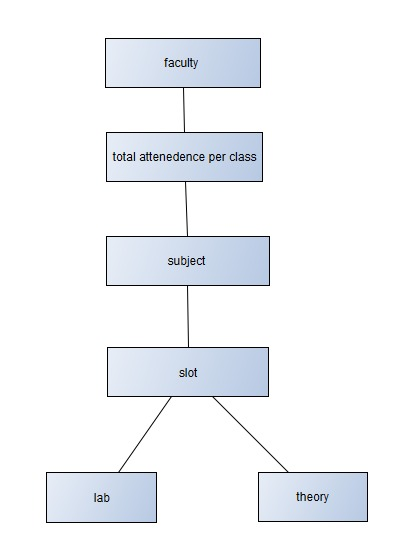 faculty
total attenedence per class
subject
slot
lab
theory